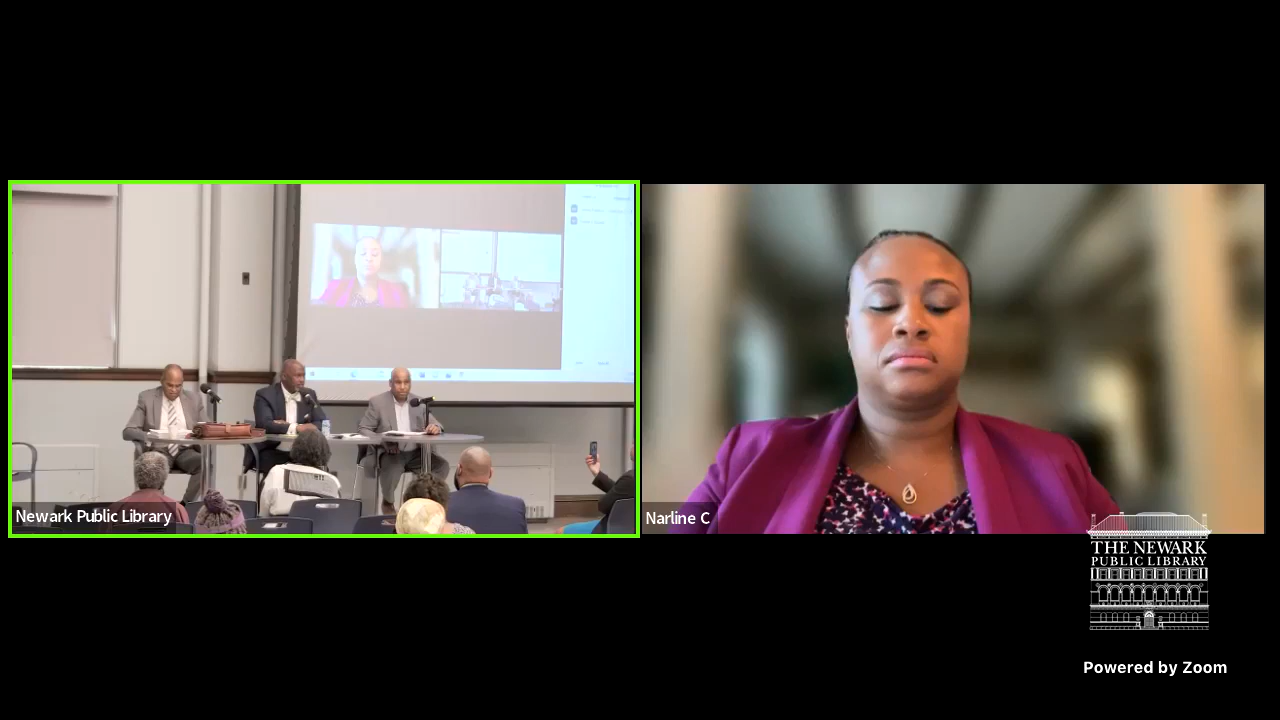 Newark Public Library
Narline C
THE NEWARK
PUBLIC LIBRARY
Powered by Zoom